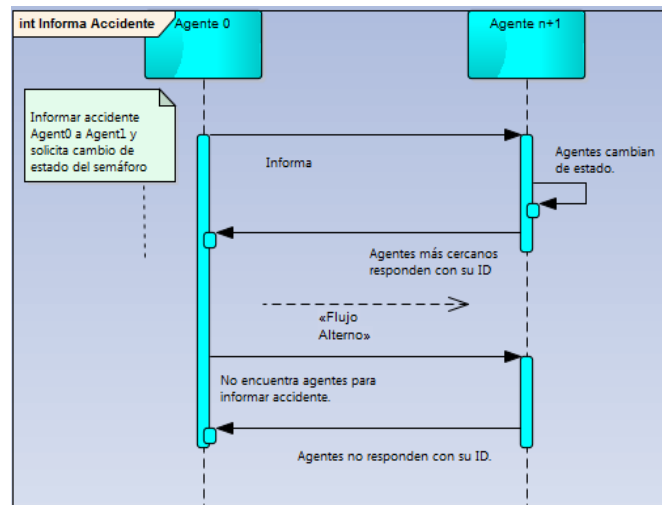 int Informa Accidente
Agente 0
Agente n+1
Informar accidente
Agent0 a Agent1 y
solicita cambio de
estado del semáforo
Informa
Agentes cambian
de estado.
Agentes más cercanos
responden con su ID
«Flujo
Alterno»
No encuentra agentes para
informar accidente.
Agentes no responden con su ID.